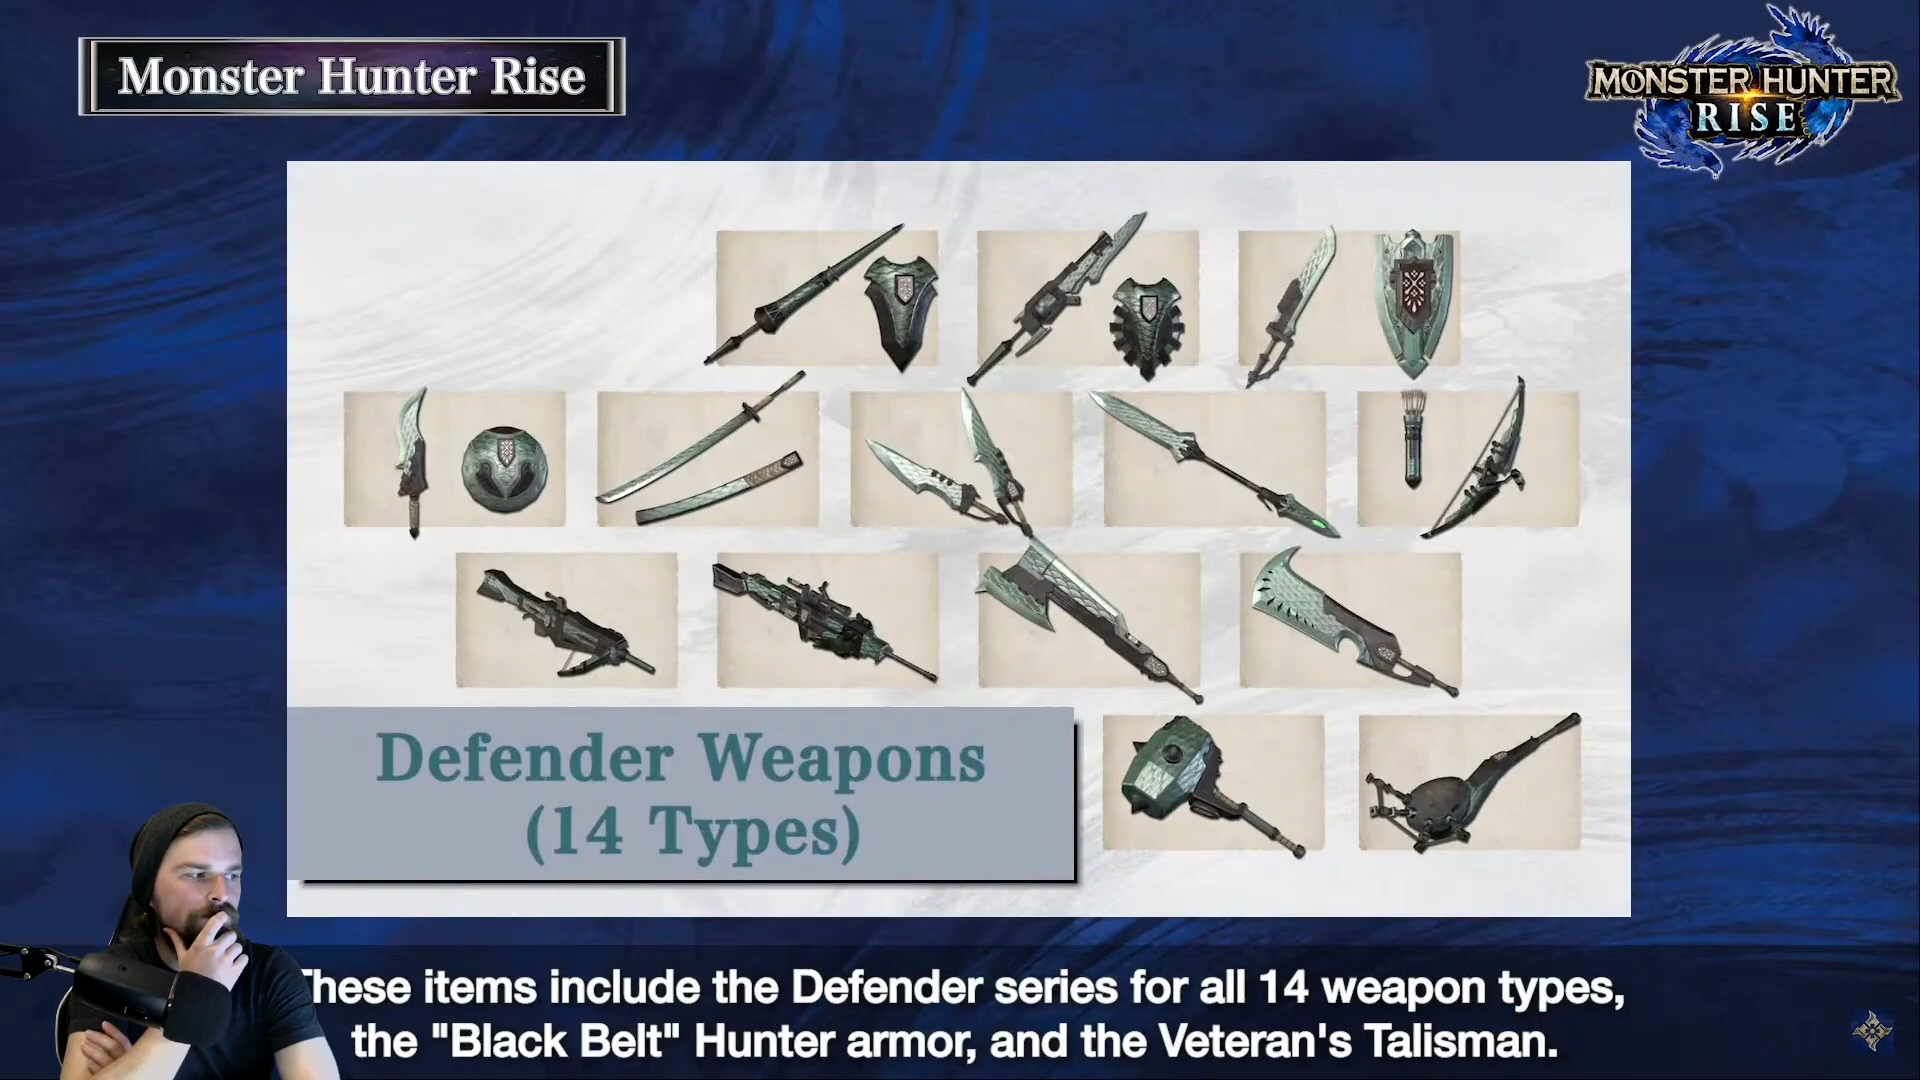 Monster Hunter Rise
MONSTER HUNTER
RISE
Defender Weapons
(14 Types)
These items include the Defender series for all 14 weapon types,
the "Black Belt" Hunter armor, and the Veteran's Talisman.